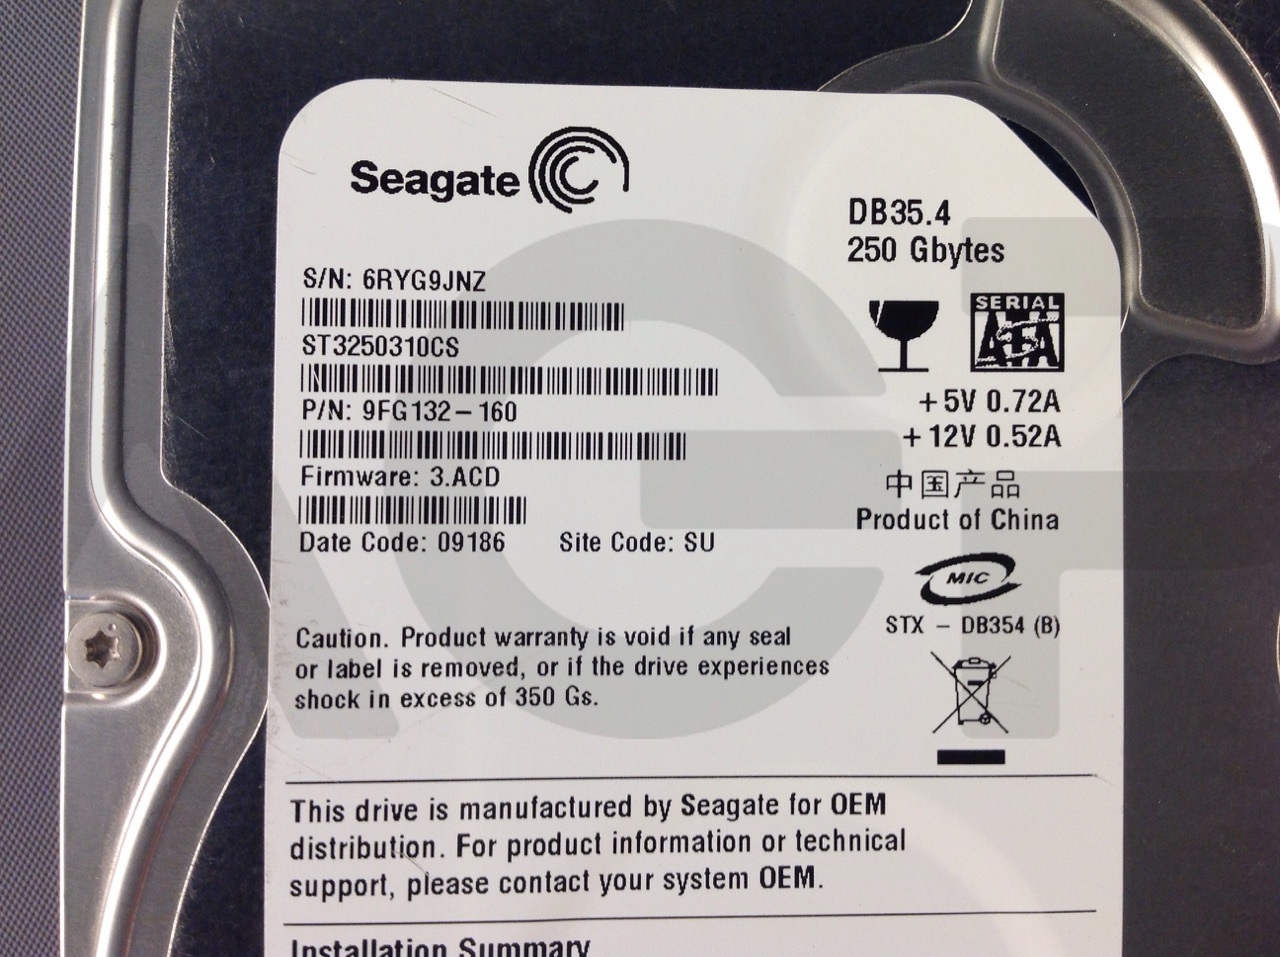 Seagate
DB35.4
250 Gbytes
S/N: 6RYG9JNZ
ST3250310CS
P/N: 9FG132-160
Firmware: 3.ACD
Date Code: 09186 Site Code: SU
SERIAL
ATA
+5V 0.72A
+12V 0.52A
中国产品
Product of China
MIC
STX - DB354 (B)
Caution. Product warranty is void if any seal
or label is removed, or if the drive experiences
shock in excess of 350 Gs.
This drive is manufactured by Seagate for OEM
distribution. For product information or technical
support, please contact your system OEM.
Installation Summary